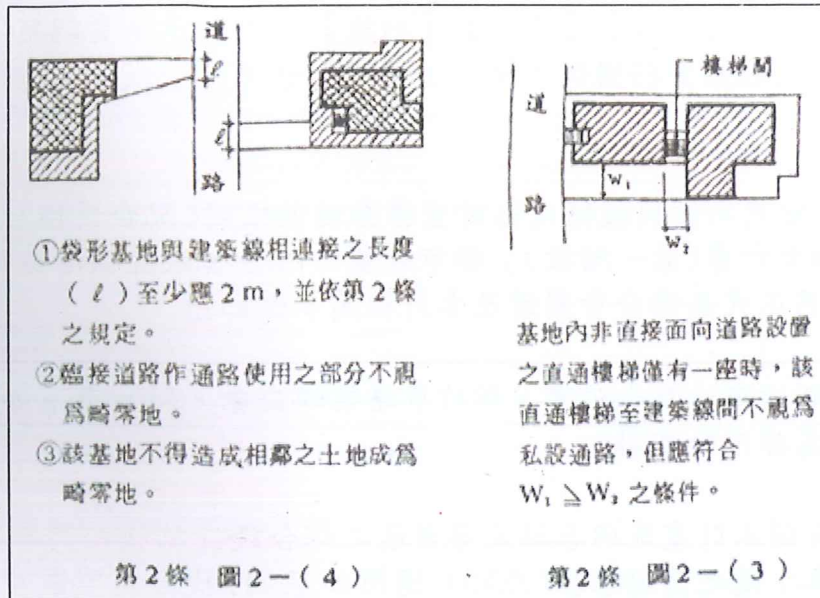 道
路
ℓ
ℓ
W
①袋形基地與建築線相連接之長度
（ℓ）至少應2m，並依第2條
之規定。
②臨接道路作通路使用之部分不視
為畸零地。
③該基地不得造成相鄰之土地成為
畸零地。
第2條 圖2－(4)
樓梯間
道
路
W₁
W₂
基地內非直接面向道路設置
之直通樓梯僅有一座時，該
直通樓梯至建築線間不視為
私設通路，但應符合
W₁≧W₂之條件。
第2條 圖2－(3)